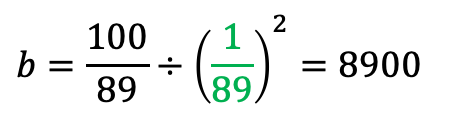 b = 100/89 ÷ (1/89)² = 8900